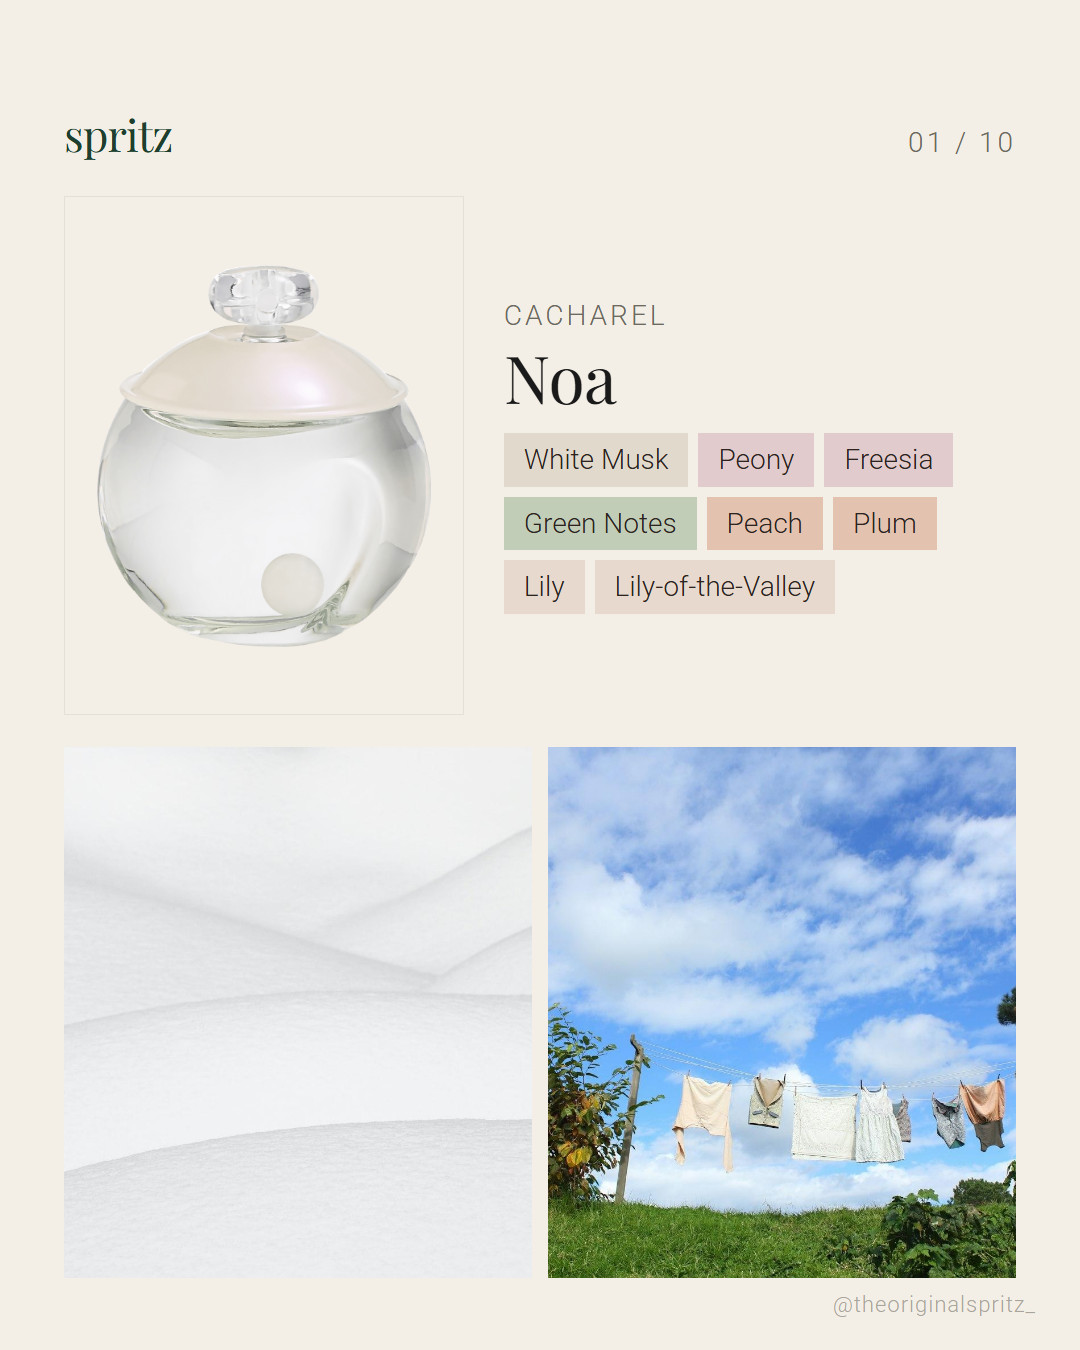 spritz
01 / 10
CACHAREL
Noa
White Musk Peony Freesia
Green Notes Peach Plum
Lily Lily-of-the-Valley
@theoriginalspritz_